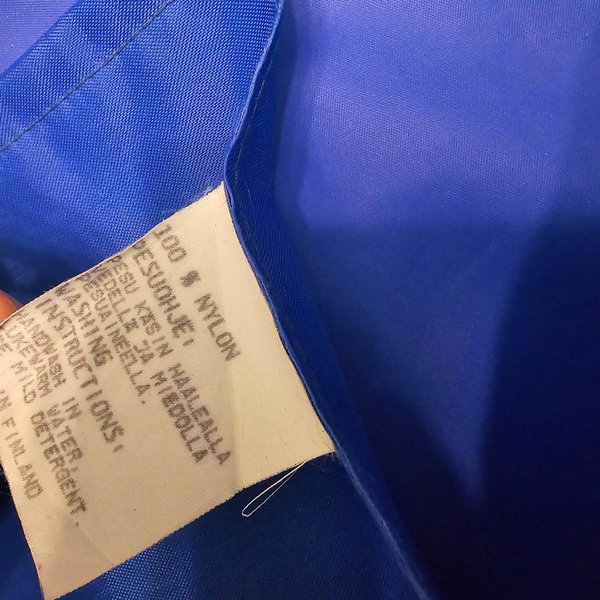 100 % NYLON
PESUOHJE:
PESU KÄSIN HAALEALLA
VEDELLÄ JA MIEDOLLA
PESUAINEELLA.
WASHING
INSTRUCTIONS:
HANDWASH IN
LUKEWARM WATER,
MILD DETERGENT.
IN FINLAND